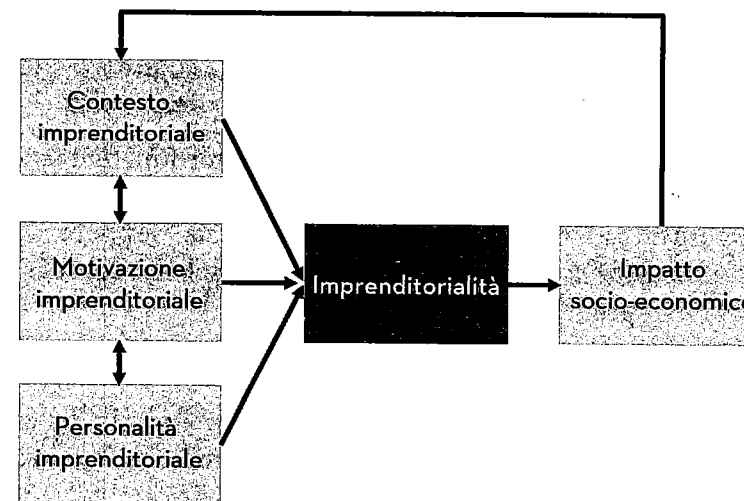 Contesto
imprenditoriale
Motivazione
imprenditoriale
Personalità
imprenditoriale
Imprenditorialità
Impatto
socio-economico